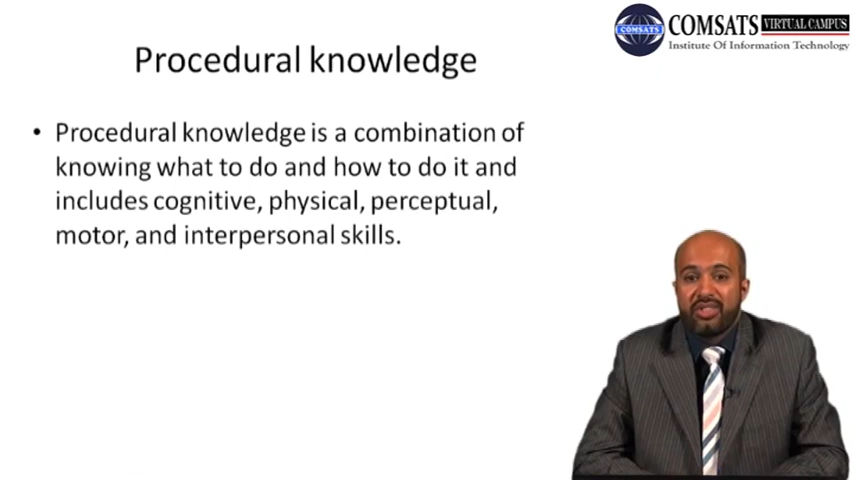 COMSATS VIRTUAL CAMPUS
Institute Of Information Technology
COMSATS
Procedural knowledge
• Procedural knowledge is a combination of
knowing what to do and how to do it and
includes cognitive, physical, perceptual,
motor, and interpersonal skills.